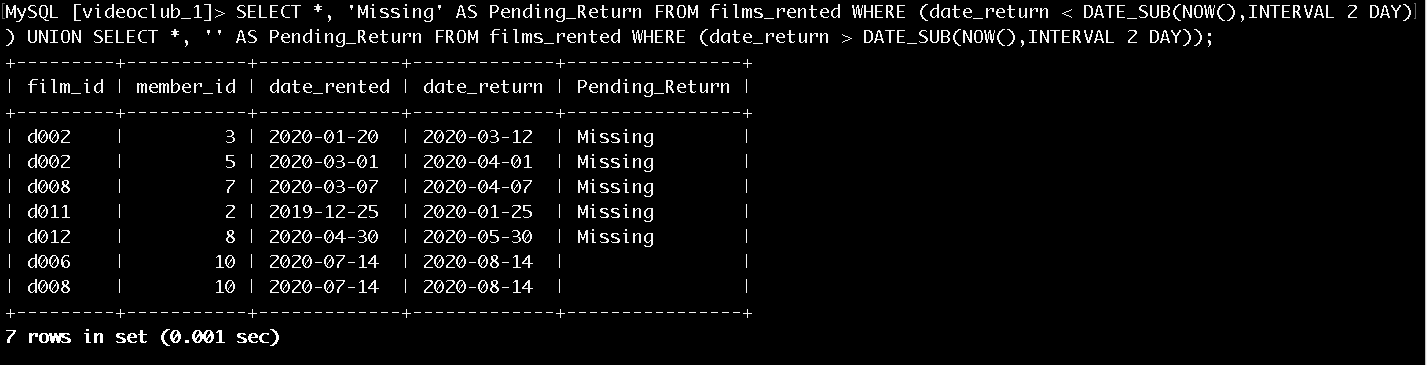 MySQL [videoclub_1]> SELECT *, 'Missing' AS Pending_Return FROM films_rented WHERE (date_return < DATE_SUB(NOW(),INTERVAL 2 DAY)
) UNION SELECT *, '' AS Pending_Return FROM films_rented WHERE (date_return > DATE_SUB(NOW(),INTERVAL 2 DAY));
+---------+-----------+-------------+-------------+----------------+
| film_id | member_id | date_rented | date_return | Pending_Return |
+---------+-----------+-------------+-------------+----------------+
| d002    |         3 | 2020-01-20  | 2020-03-12  | Missing        |
| d002    |         5 | 2020-03-01  | 2020-04-01  | Missing        |
| d008    |         7 | 2020-03-07  | 2020-04-07  | Missing        |
| d011    |         2 | 2019-12-25  | 2020-01-25  | Missing        |
| d012    |         8 | 2020-04-30  | 2020-05-30  | Missing        |
| d006    |        10 | 2020-07-14  | 2020-08-14  |                |
| d008    |        10 | 2020-07-14  | 2020-08-14  |                |
+---------+-----------+-------------+-------------+----------------+
7 rows in set (0.001 sec)